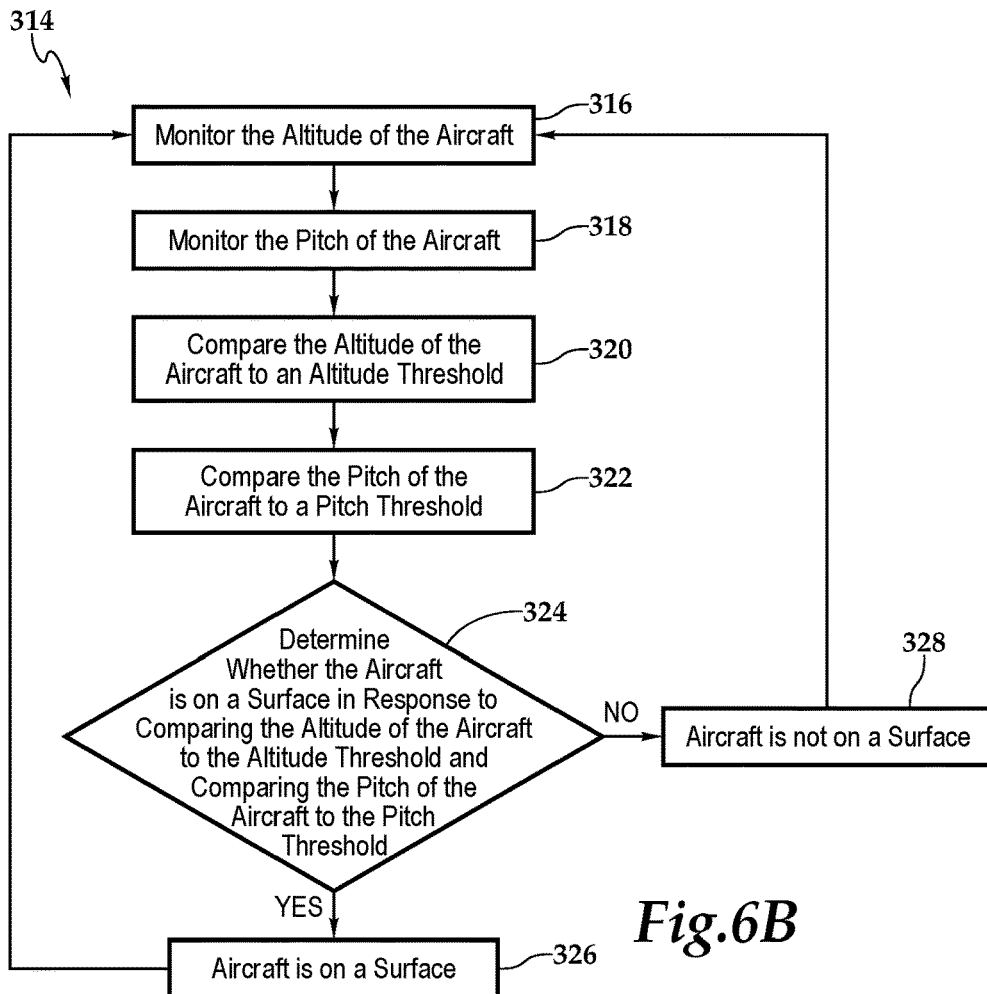 314
316
Monitor the Altitude of the Aircraft
Monitor the Pitch of the Aircraft
318
Compare the Altitude of the
Aircraft to an Altitude Threshold
320
Compare the Pitch of the
Aircraft to a Pitch Threshold
322
324
Determine
Whether the Aircraft
is on a Surface in Response to
Comparing the Altitude of the Aircraft
to the Altitude Threshold and
Comparing the Pitch of the
Aircraft to the Pitch
Threshold
NO
328
Aircraft is not on a Surface
YES
Aircraft is on a Surface
326
Fig.6B